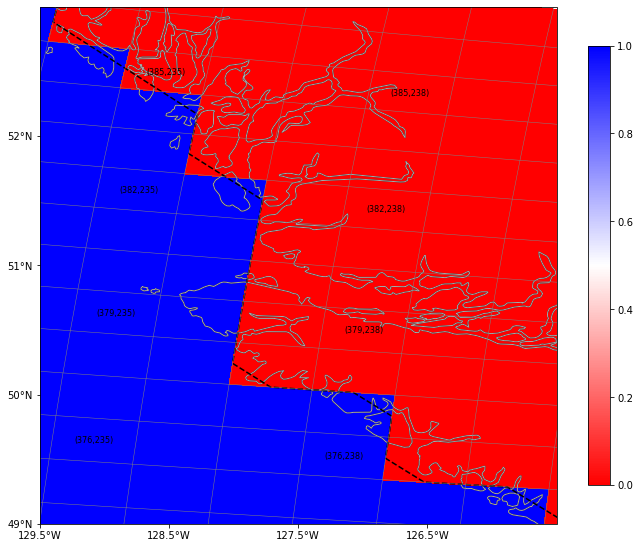 (385,235)
(385,238)
(382,235)
(382,238)
(379,235)
(379,238)
(376,235)
(376,238)
52°N
51°N
50°N
49°N
129.5°W
128.5°W
127.5°W
126.5°W
1.0
0.8
0.6
0.4
0.2
0.0